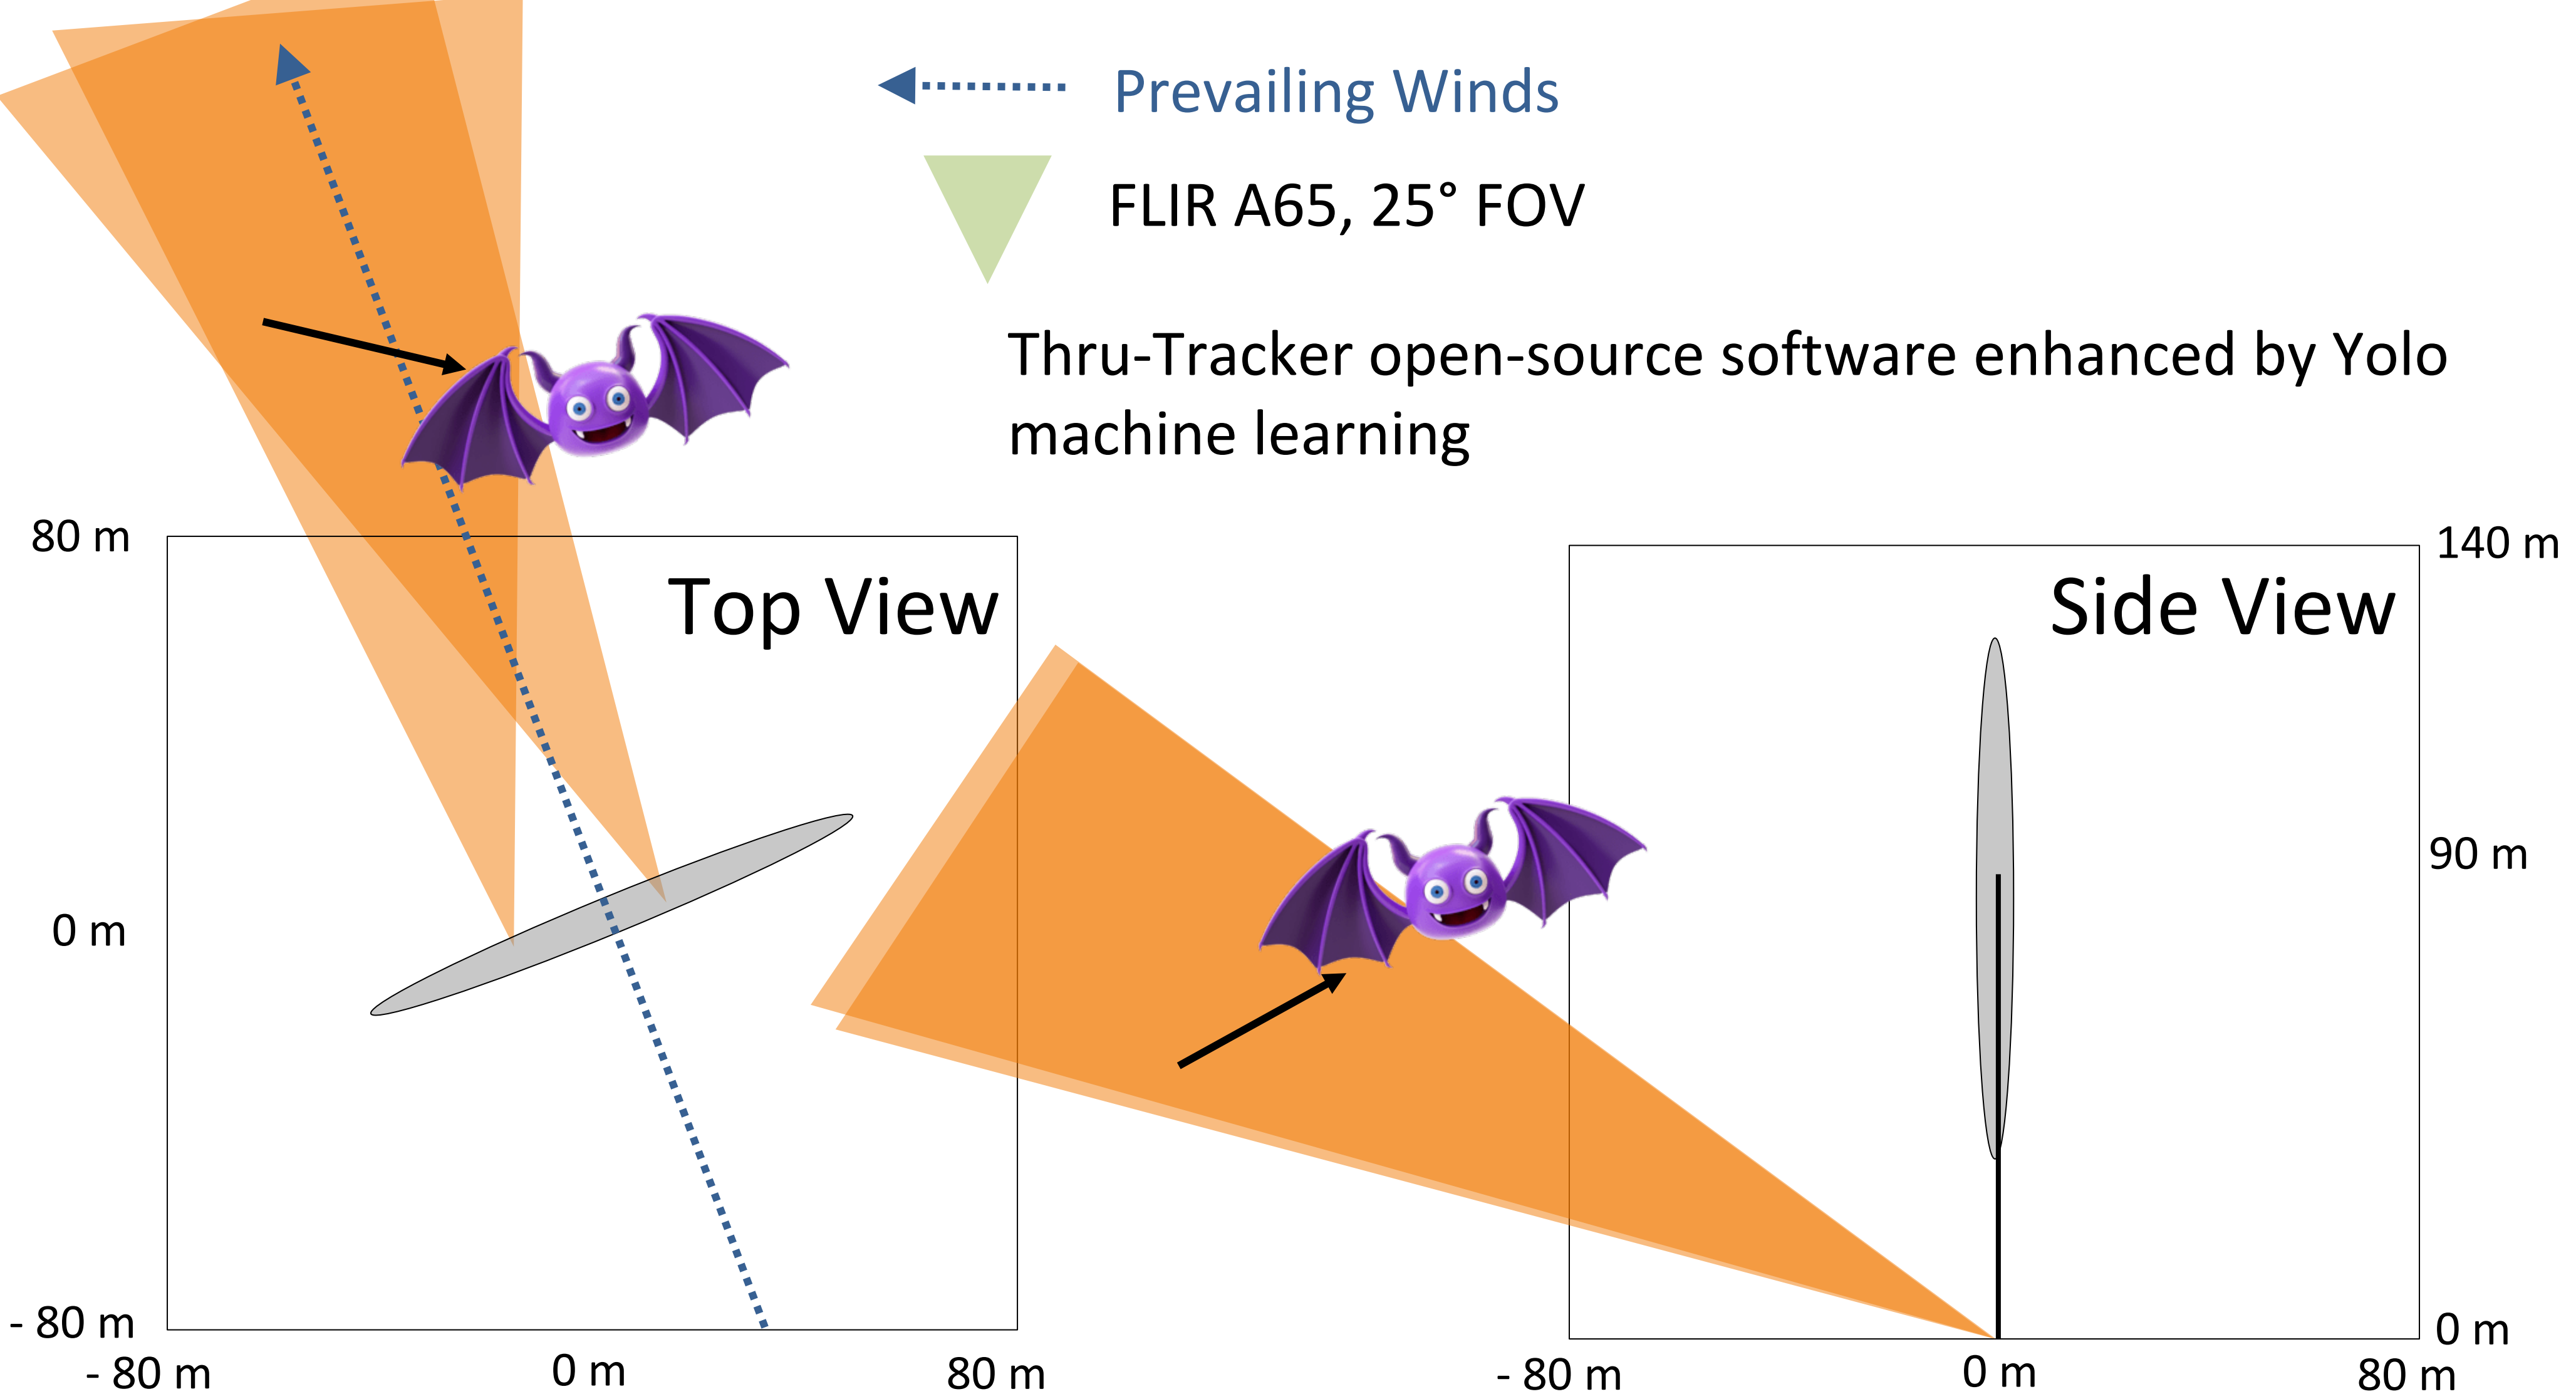 Prevailing Winds
FLIR A65, 25° FOV
Thru-Tracker open-source software enhanced by Yolo
machine learning
80 m
Top View
0 m
- 80 m
- 80 m
0 m
80 m
140 m
Side View
90 m
0 m
- 80 m
0 m
80 m